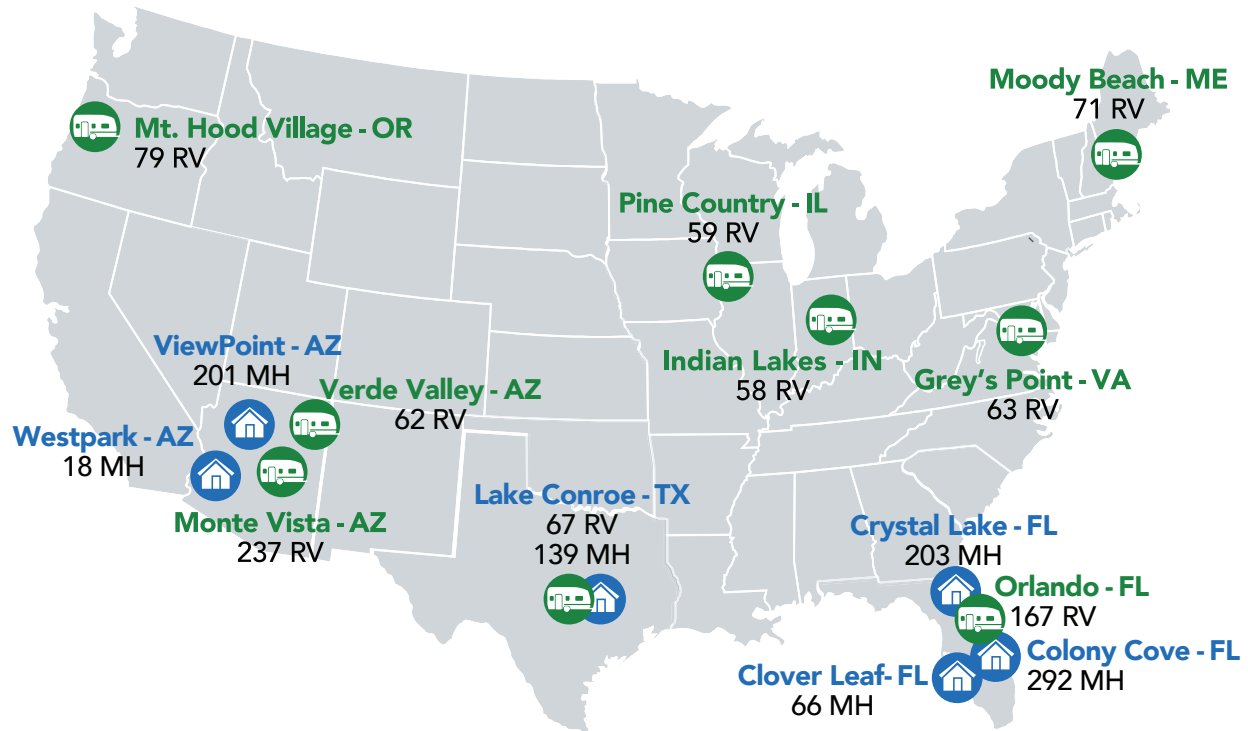 Moody Beach - ME
71 RV
Mt. Hood Village - OR
79 RV
Pine Country - IL
59 RV
ViewPoint - AZ
201 MH
Indian Lakes - IN
58 RV
Grey's Point - VA
63 RV
Verde Valley - AZ
62 RV
Westpark - AZ
18 MH
Monte Vista - AZ
237 RV
Lake Conroe - TX
67 RV
139 MH
Crystal Lake - FL
203 MH
Orlando - FL
167 RV
Colony Cove - FL
292 MH
Clover Leaf- FL
66 MH